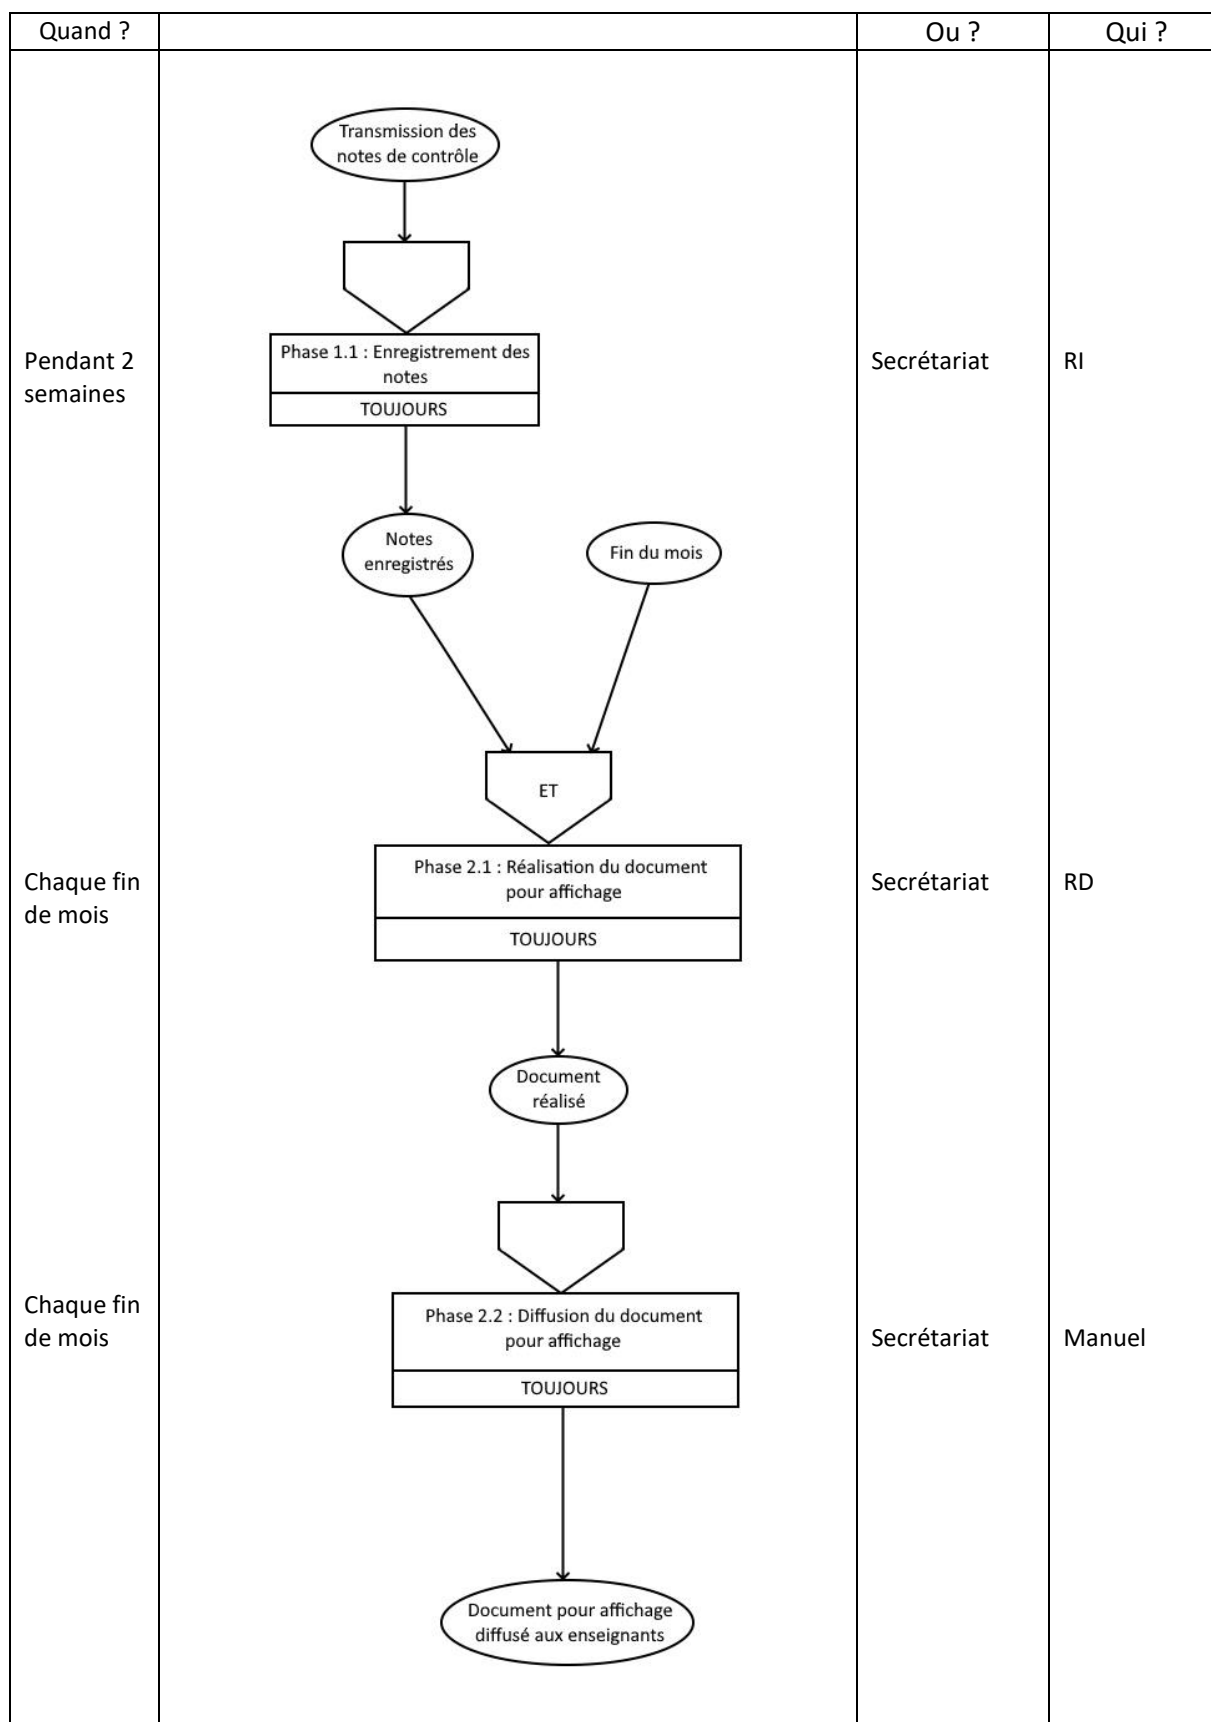 Quand ?
Ou ?
Qui ?
Transmission des
notes de contrôle
Pendant 2
semaines
Phase 1.1 : Enregistrement des
notes
TOUJOURS
Secrétariat
RI
Notes
enregistrés
Fin du mois
ET
Chaque fin
de mois
Phase 2.1 : Réalisation du document
pour affichage
TOUJOURS
Secrétariat
RD
Document
réalisé
Chaque fin
de mois
Phase 2.2 : Diffusion du document
pour affichage
TOUJOURS
Secrétariat
Manuel
Document pour affichage
diffusé aux enseignants